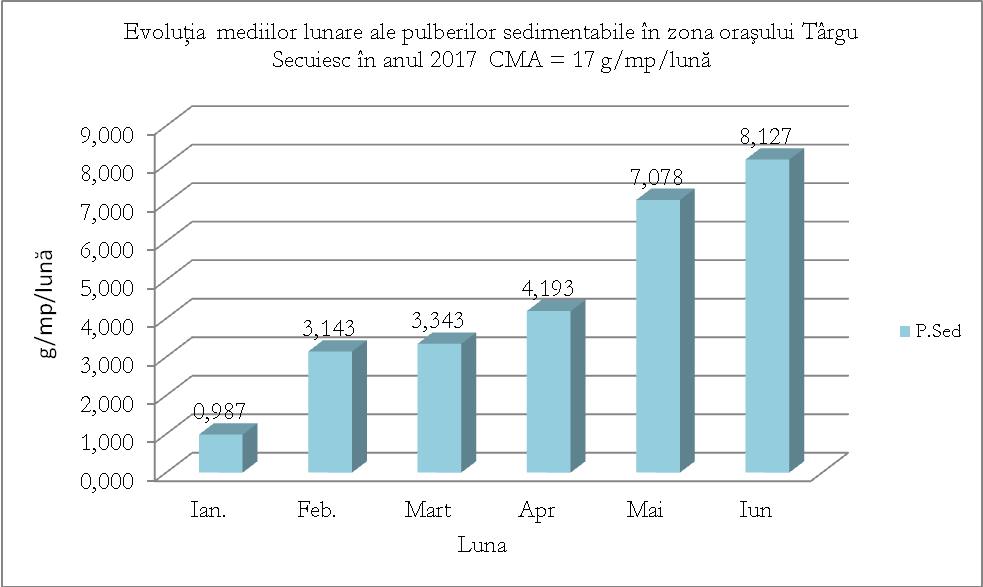 Evoluția mediilor lunare ale pulberilor sedimentabile în zona oraşului Târgu
Secuiesc în anul 2017 CMA = 17 g/mp/lună
g/mp/lună
9,000
8,000
7,000
6,000
5,000
4,000
3,000
2,000
1,000
0,000
0,987
3,143
3,343
4,193
7,078
8,127
Ian.
Feb.
Mart
Apr
Mai
Iun
Luna
P.Sed